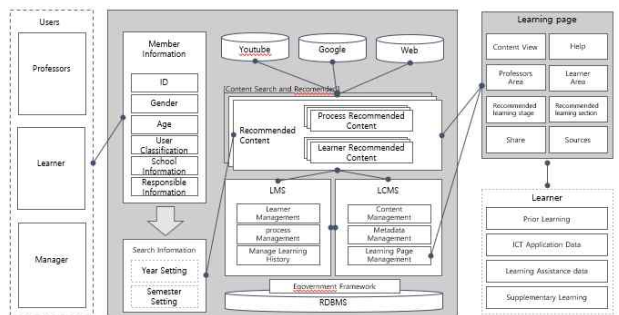 Users
Professors
Learner
Manager
Member
Information
ID
Gender
Age
User
Classification
School
Information
Responsible
Information
Search Information
Year Setting
Semester
Setting
Youtube
Google
Web
[Content Search and Recomended]
Recommended
Content
Process Recommended
Content
Learner Recommended
Content
LMS
Learner
Management
process
Management
Manage Learning
History
LCMS
Content
Management
Metadata
Management
Learning Page
Management
Egovernment Framework
RDBMS
Learning page
Content View
Help
Professors
Area
Learner
Area
Recommended
learning stage
Recommended
learning section
Share
Sources
Learner
Prior Learning
ICT Application Data
Learning Assistance data
Supplementary Learning